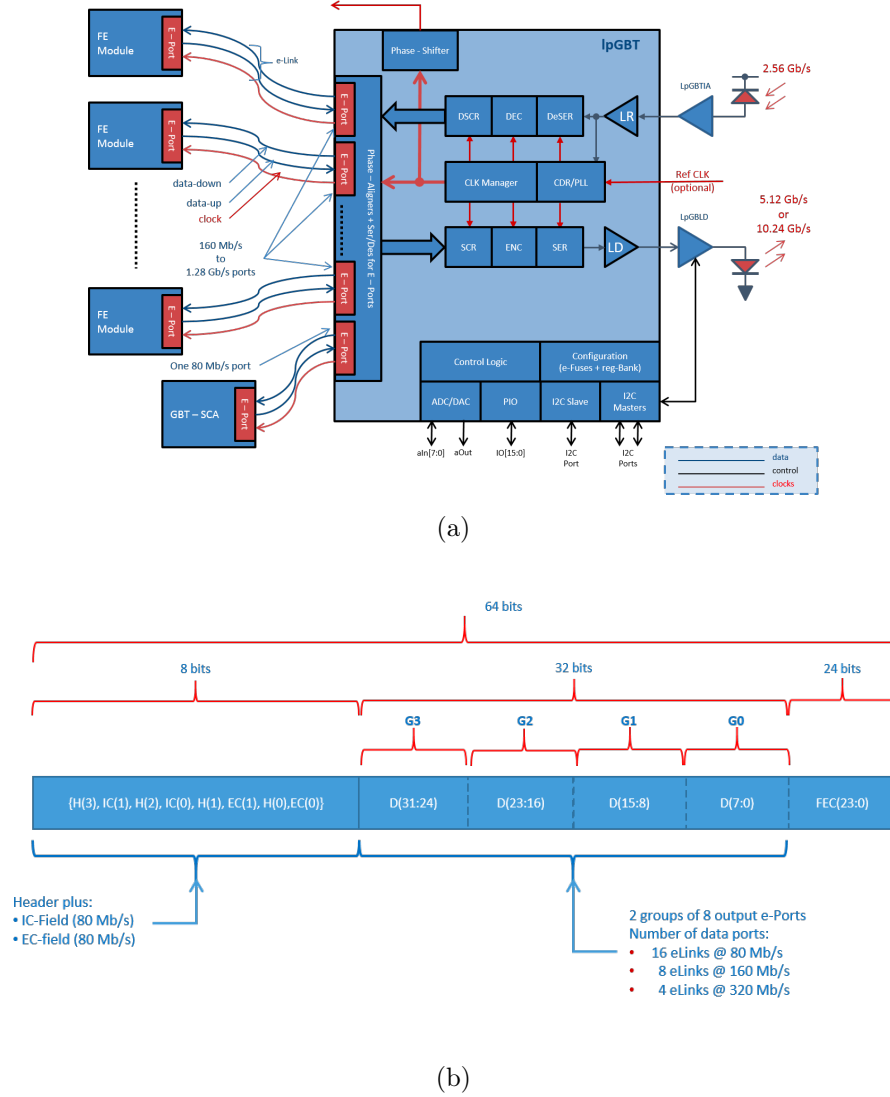 lpGBT
FE
Module
E – Port
e-Link
Phase - Shifter
E – Port
LpGBTIA
2.56 Gb/s
DSCR
DEC
DeSER
LR
FE
Module
E – Port
E – Port
data-down
data-up
clock
Phase – Aligners + Ser/Des for E – Ports
CLK Manager
CDR/PLL
Ref CLK
(optional)
5.12 Gb/s
or
10.24 Gb/s
LpGBLD
SCR
ENC
SER
LD
160 Mb/s
to
1.28 Gb/s ports
E – Port
FE
Module
E – Port
E – Port
One 80 Mb/s port
GBT – SCA
E – Port
Control Logic
Configuration
(e-Fuses + reg-Bank)
ADC/DAC
PIO
I2C Slave
I2C
Masters
aIn[7:0]
aOut
IO[15:0]
I2C
Port
I2C
Ports
data
control
clocks
(a)
64 bits
8 bits
32 bits
24 bits
G3
G2
G1
G0
{H(3), IC(1), H(2), IC(0), H(1), EC(1), H(0),EC(0)}
D(31:24)
D(23:16)
D(15:8)
D(7:0)
FEC(23:0)
Header plus:
• IC-Field (80 Mb/s)
• EC-field (80 Mb/s)
2 groups of 8 output e-Ports
Number of data ports:
• 16 eLinks @ 80 Mb/s
• 8 eLinks @ 160 Mb/s
• 4 eLinks @ 320 Mb/s
(b)